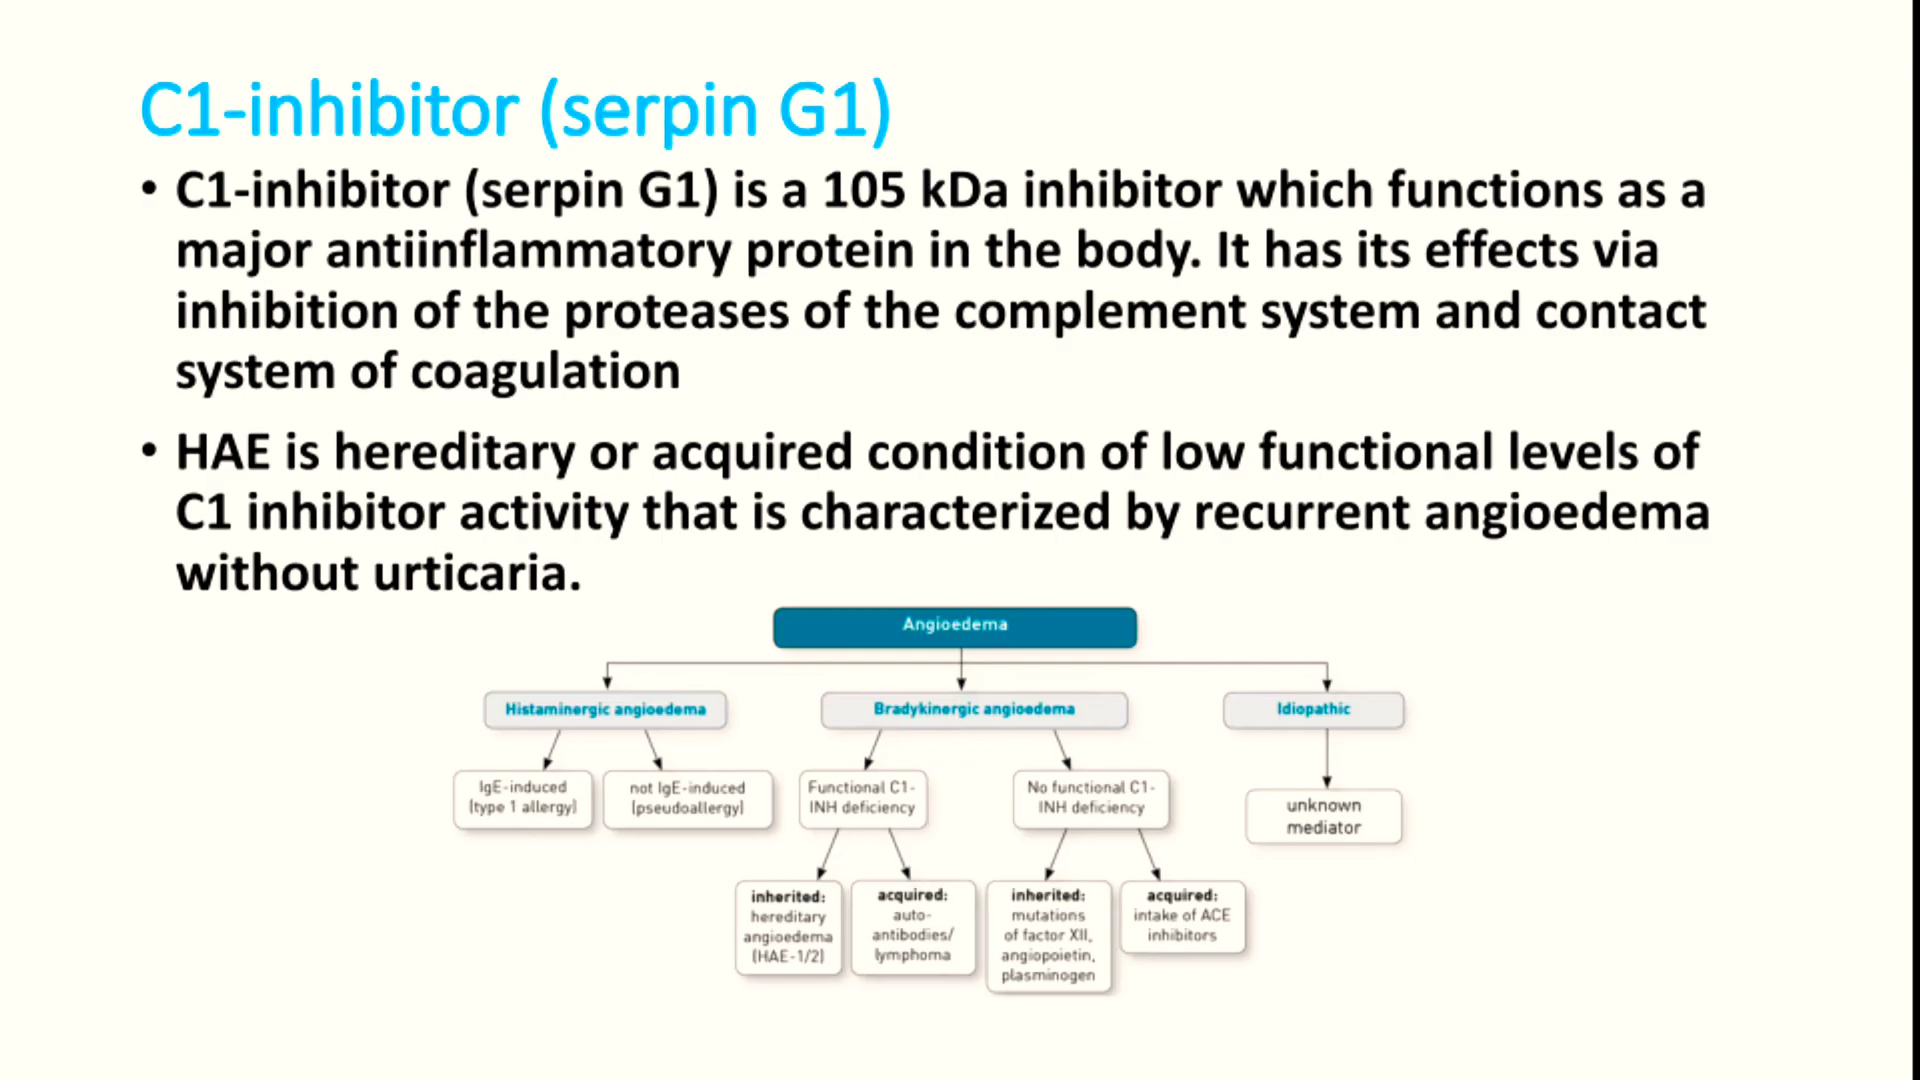 C1-inhibitor (serpin G1)
• C1-inhibitor (serpin G1) is a 105 kDa inhibitor which functions as a
major antiinflammatory protein in the body. It has its effects via
inhibition of the proteases of the complement system and contact
system of coagulation
• HAE is hereditary or acquired condition of low functional levels of
C1 inhibitor activity that is characterized by recurrent angioedema
without urticaria.
Angioedema
Histaminergic angioedema
Bradykinergic angioedema
Idiopathic
IgE-induced
(type 1 allergy)
not IgE-induced
(pseudoallergy)
Functional C1-
INH deficiency
No functional C1-
INH deficiency
unknown
mediator
inherited:
hereditary
angioedema
(HAE-1/2)
acquired:
auto-
antibodies/
lymphoma
inherited:
mutations
of factor XII,
angiopoietin,
plasminogen
acquired:
intake of ACE
inhibitors